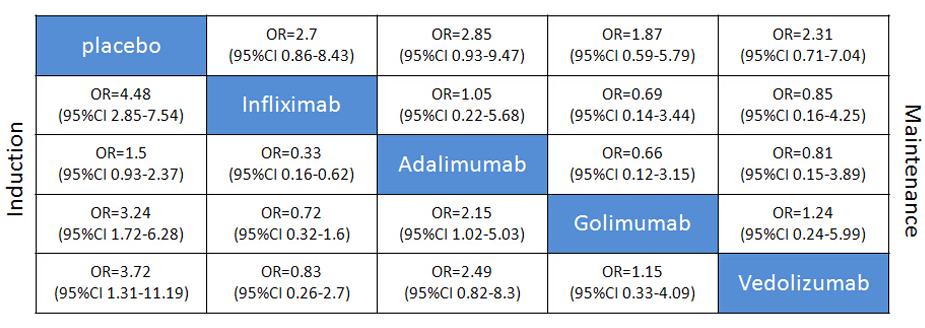 placebo
OR=2.7
(95%CI 0.86-8.43)
OR=2.85
(95%CI 0.93-9.47)
OR=1.87
(95%CI 0.59-5.79)
OR=2.31
(95%CI 0.71-7.04)
OR=4.48
(95%CI 2.85-7.54)
Infliximab
OR=1.05
(95%CI 0.22-5.68)
OR=0.69
(95%CI 0.14-3.44)
OR=0.85
(95%CI 0.16-4.25)
OR=1.5
(95%CI 0.93-2.37)
OR=0.33
(95%CI 0.16-0.62)
Adalimumab
OR=0.66
(95%CI 0.12-3.15)
OR=0.81
(95%CI 0.15-3.89)
OR=3.24
(95%CI 1.72-6.28)
OR=0.72
(95%CI 0.32-1.6)
OR=2.15
(95%CI 1.02-5.03)
Golimumab
OR=1.24
(95%CI 0.24-5.99)
OR=3.72
(95%CI 1.31-11.19)
OR=0.83
(95%CI 0.26-2.7)
OR=2.49
(95%CI 0.82-8.3)
OR=1.15
(95%CI 0.33-4.09)
Vedolizumab
Induction
Maintenance